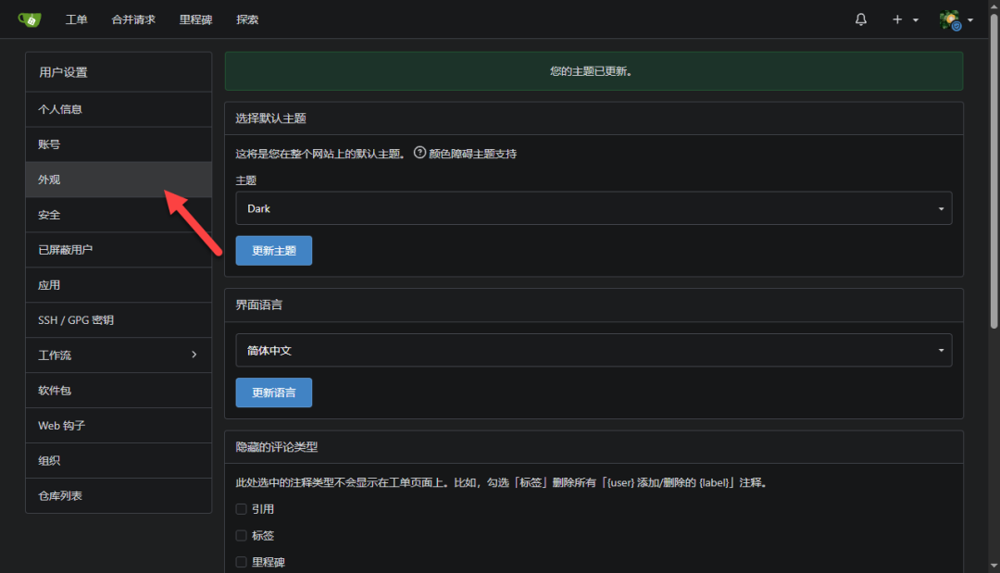 工单 合并请求 里程碑 探索
用户设置
个人信息
账号
外观
安全
已屏蔽用户
应用
SSH / GPG 密钥
工作流
软件包
Web 钩子
组织
仓库列表
您的主题已更新。
选择默认主题
这将是您在整个网站上的默认主题。 颜色障碍主题支持
主题
Dark
更新主题
界面语言
简体中文
更新语言
隐藏的评论类型
此处选中的注释类型不会显示在工单页面上。比如，勾选「标签」删除所有「{user} 添加/删除的 {label}」注释。
引用
标签
里程碑